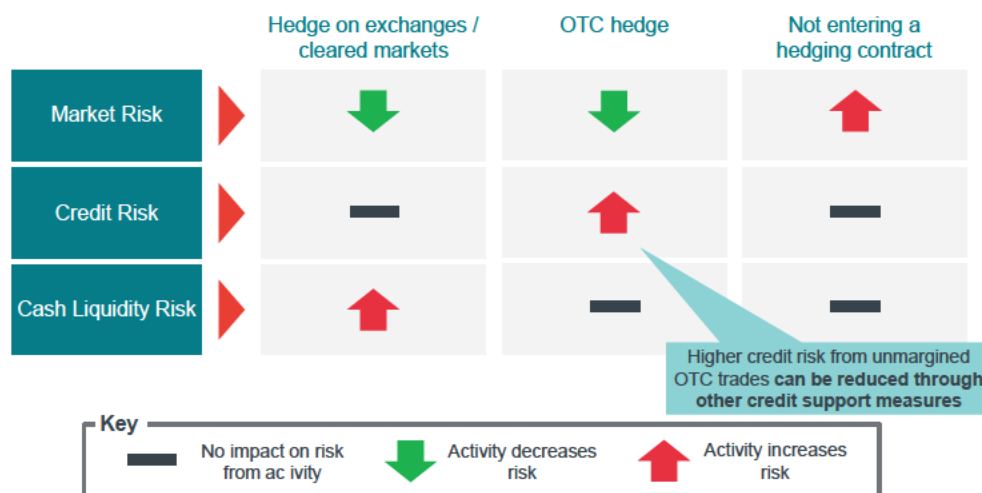 Hedge on exchanges /
cleared markets
OTC hedge
Not entering a
hedging contract
Market Risk
Credit Risk
Cash Liquidity Risk
Higher credit risk from unmargined
OTC trades can be reduced through
other credit support measures
Key
No impact on risk
from ac ivity
Activity decreases
risk
Activity increases
risk